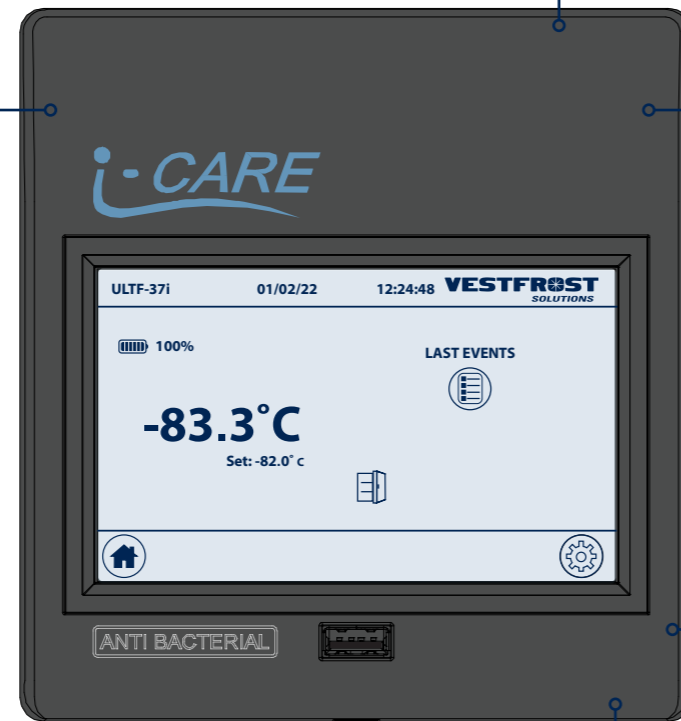 i-CARE
ULTF-37i 01/02/22 12:24:48 VESTFROST
SOLUTIONS
100%
LAST EVENTS
-83.3°C
Set: -82.0° c
ANTI BACTERIAL